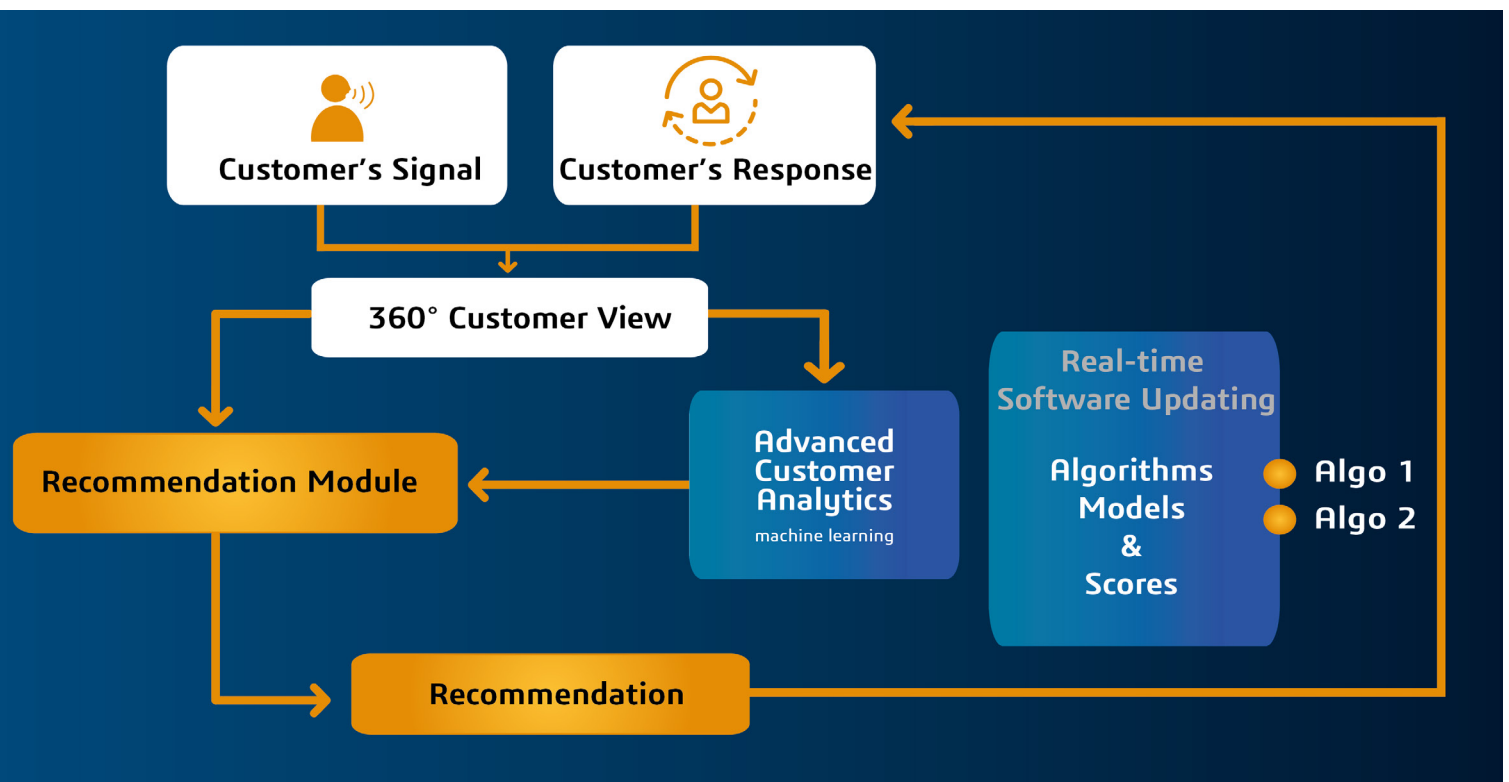 Customer's Signal
Customer's Response
360° Customer View
Recommendation Module
Advanced
Customer
Analytics
machine learning
Real-time
Software Updating
Algorithms
Models
&
Scores
Algo 1
Algo 2
Recommendation